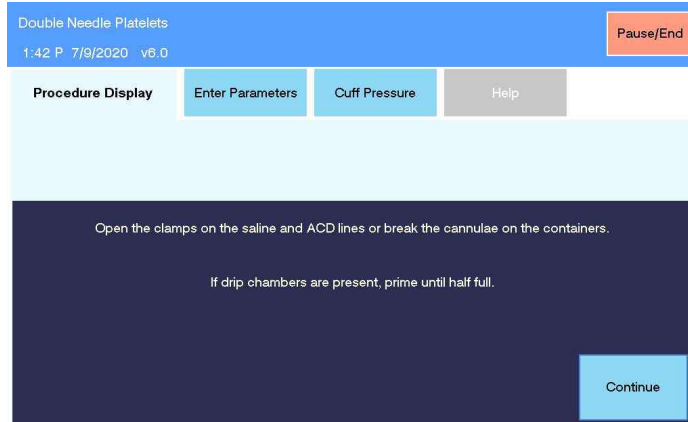 Double Needle Platelets
Pause/End
1:42 P 7/9/2020 v6.0
Procedure Display
Enter Parameters
Cuff Pressure
Help
Open the clamps on the saline and ACD lines or break the cannulae on the containers.
If drip chambers are present, prime until half full.
Continue